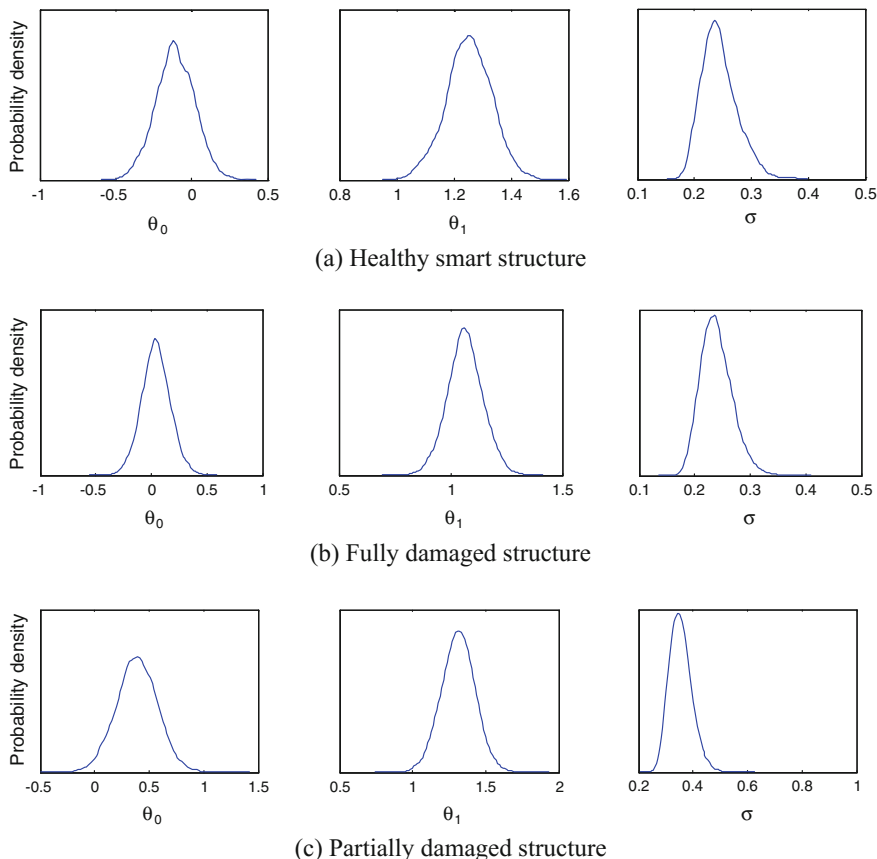 Probability density
-1 -0.5 0 0.5
θ0
0.8 1 1.2 1.4 1.6
θ1
0.1 0.2 0.3 0.4 0.5
σ
(a) Healthy smart structure
Probability density
-1 -0.5 0 0.5 1
θ0
0.5 1 1.5
θ1
0.1 0.2 0.3 0.4 0.5
σ
(b) Fully damaged structure
Probability density
-0.5 0 0.5 1 1.5
θ0
0.5 1 1.5 2
θ1
0.2 0.4 0.6 0.8 1
σ
(c) Partially damaged structure